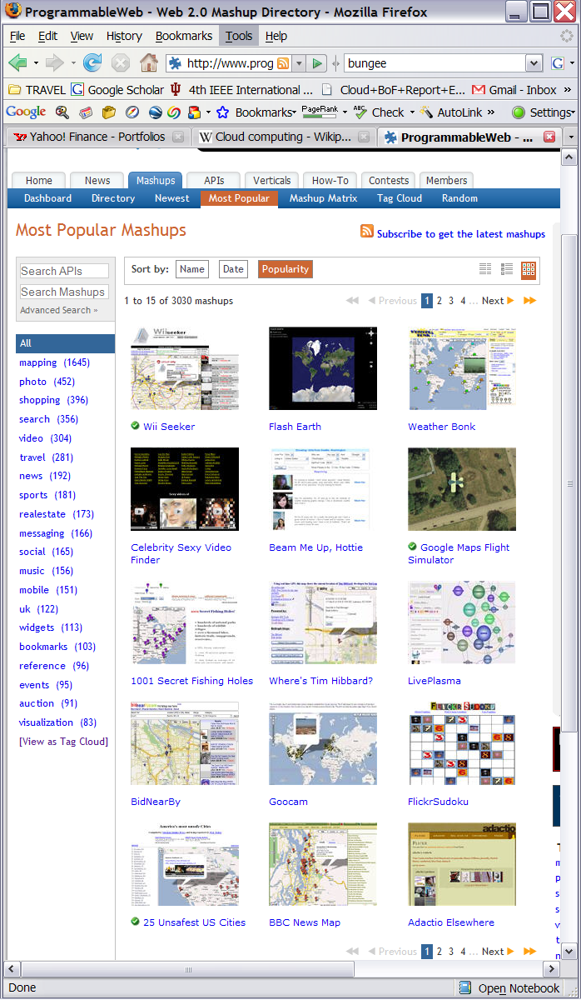 ProgrammableWeb - Web 2.0 Mashup Directory - Mozilla Firefox
File Edit View History Bookmarks Tools Help
http://www.prog bungee
TRAVEL Google Scholar 4th IEEE International ... Cloud+BoF+Report+E... Gmail - Inbox »
Google Bookmarks PageRank Check AutoLink » Settings
Yahoo! Finance - Portfolios Cloud computing - Wikip... ProgrammableWeb - ...
Home News Mashups APIs Verticals How-To Contests Members
Dashboard Directory Newest Most Popular Mashup Matrix Tag Cloud Random
Most Popular Mashups
Subscribe to get the latest mashups
Search APIs
Search Mashups
Advanced Search »
Sort by: Name Date Popularity
1 to 15 of 3030 mashups
Previous 1 2 3 4 ... Next
All
mapping (1645)
photo (452)
shopping (396)
search (356)
video (304)
travel (281)
news (192)
sports (181)
realestate (173)
messaging (166)
social (165)
music (156)
mobile (151)
uk (122)
widgets (113)
bookmarks (103)
reference (96)
events (95)
auction (91)
visualization (83)
[View as Tag Cloud]
Wii Seeker
Flash Earth
Weather Bonk
Celebrity Sexy Video
Finder
Beam Me Up, Hottie
Google Maps Flight
Simulator
1001 Secret Fishing Holes
Where's Tim Hibbard?
LivePlasma
BidNearBy
Goocam
FLICKR SUDOKU
FlickrSudoku
America's most unsafe Cities
25 Unsafest US Cities
BBC News Map
adactio
Adactio Elsewhere
Previous 1 2 3 4 ... Next
Done
Open Notebook